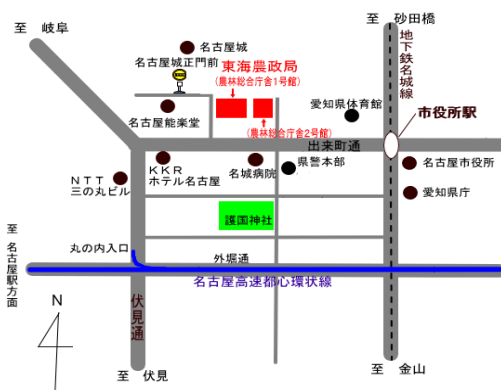 至 岐阜
至 砂田橋
名古屋城
名古屋城正門前
東海農政局
(農林総合庁舎1号館)
地下鉄名城線
愛知県体育館
(農林総合庁舎2号館)
名古屋能楽堂
市役所駅
出来町通
KKR
ホテル名古屋
名城病院
県警本部
名古屋市役所
NTT
三の丸ビル
愛知県庁
護国神社
至 名古屋駅方面
丸の内入口
外堀通
名古屋高速都心環状線
N
伏見通
至 伏見
至 金山